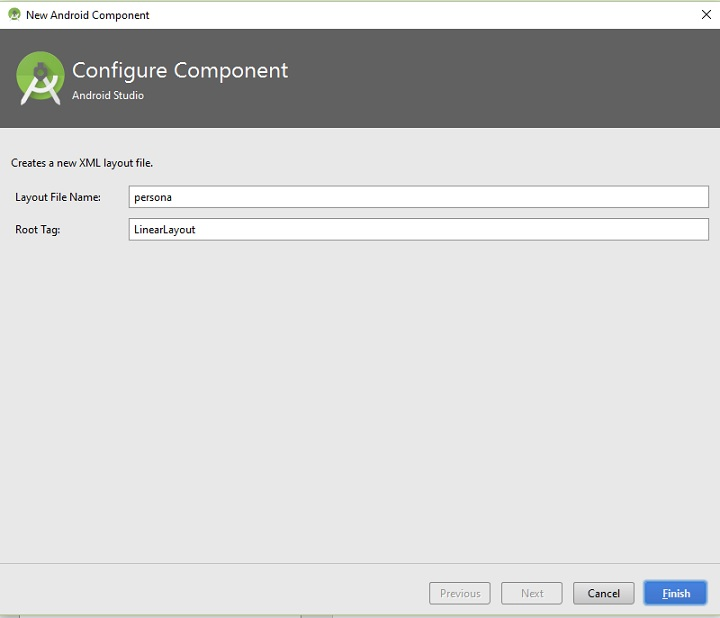 New Android Component
Configure Component
Android Studio
Creates a new XML layout file.
Layout File Name: persona
Root Tag: LinearLayout
Previous Next Cancel Finish